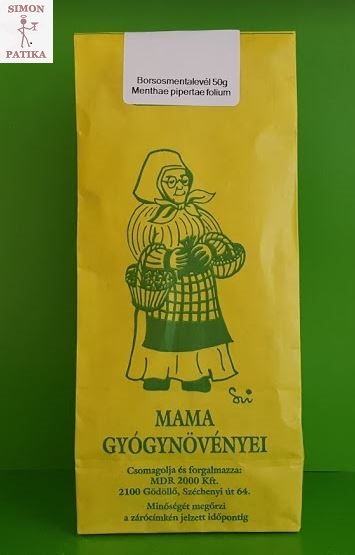 SIMON
PATIKA
Borsosmentalevél 50g
Menthae pipertae folium
MAMA
GYÓGYNÖVÉNYEI
Csomagolja és forgalmazza:
MDR 2000 Kft.
2100 Gödöllő, Széchenyi út 64.
Minőségét megőrzi
a zárócímkén jelzett időpontig